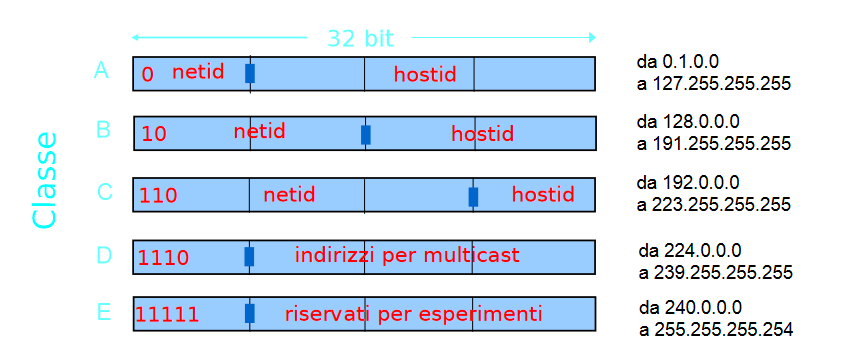 32 bit
Classe
A
0 netid hostid
da 0.1.0.0
a 127.255.255.255
B
10 netid hostid
da 128.0.0.0
a 191.255.255.255
C
110 netid hostid
da 192.0.0.0
a 223.255.255.255
D
1110 indirizzi per multicast
da 224.0.0.0
a 239.255.255.255
E
11111 riservati per esperimenti
da 240.0.0.0
a 255.255.255.254